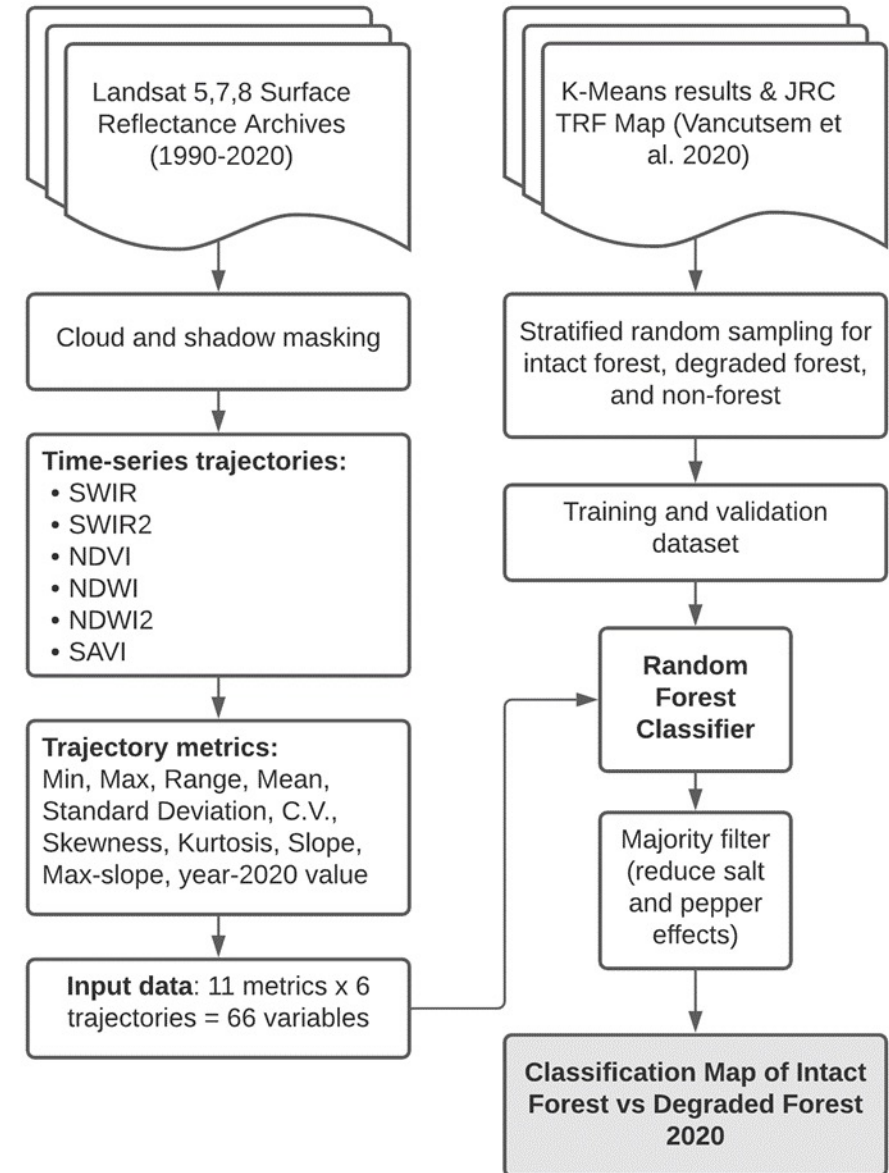 Landsat 5,7,8 Surface
Reflectance Archives
(1990-2020)
Cloud and shadow masking
Time-series trajectories:
• SWIR
• SWIR2
• NDVI
• NDWI
• NDWI2
• SAVI
Trajectory metrics:
Min, Max, Range, Mean,
Standard Deviation, C.V.,
Skewness, Kurtosis, Slope,
Max-slope, year-2020 value
Input data: 11 metrics x 6
trajectories = 66 variables
K-Means results & JRC
TRF Map (Vancutsem et
al. 2020)
Stratified random sampling for
intact forest, degraded forest,
and non-forest
Training and validation
dataset
Random
Forest
Classifier
Majority filter
(reduce salt
and pepper
effects)
Classification Map of Intact
Forest vs Degraded Forest
2020